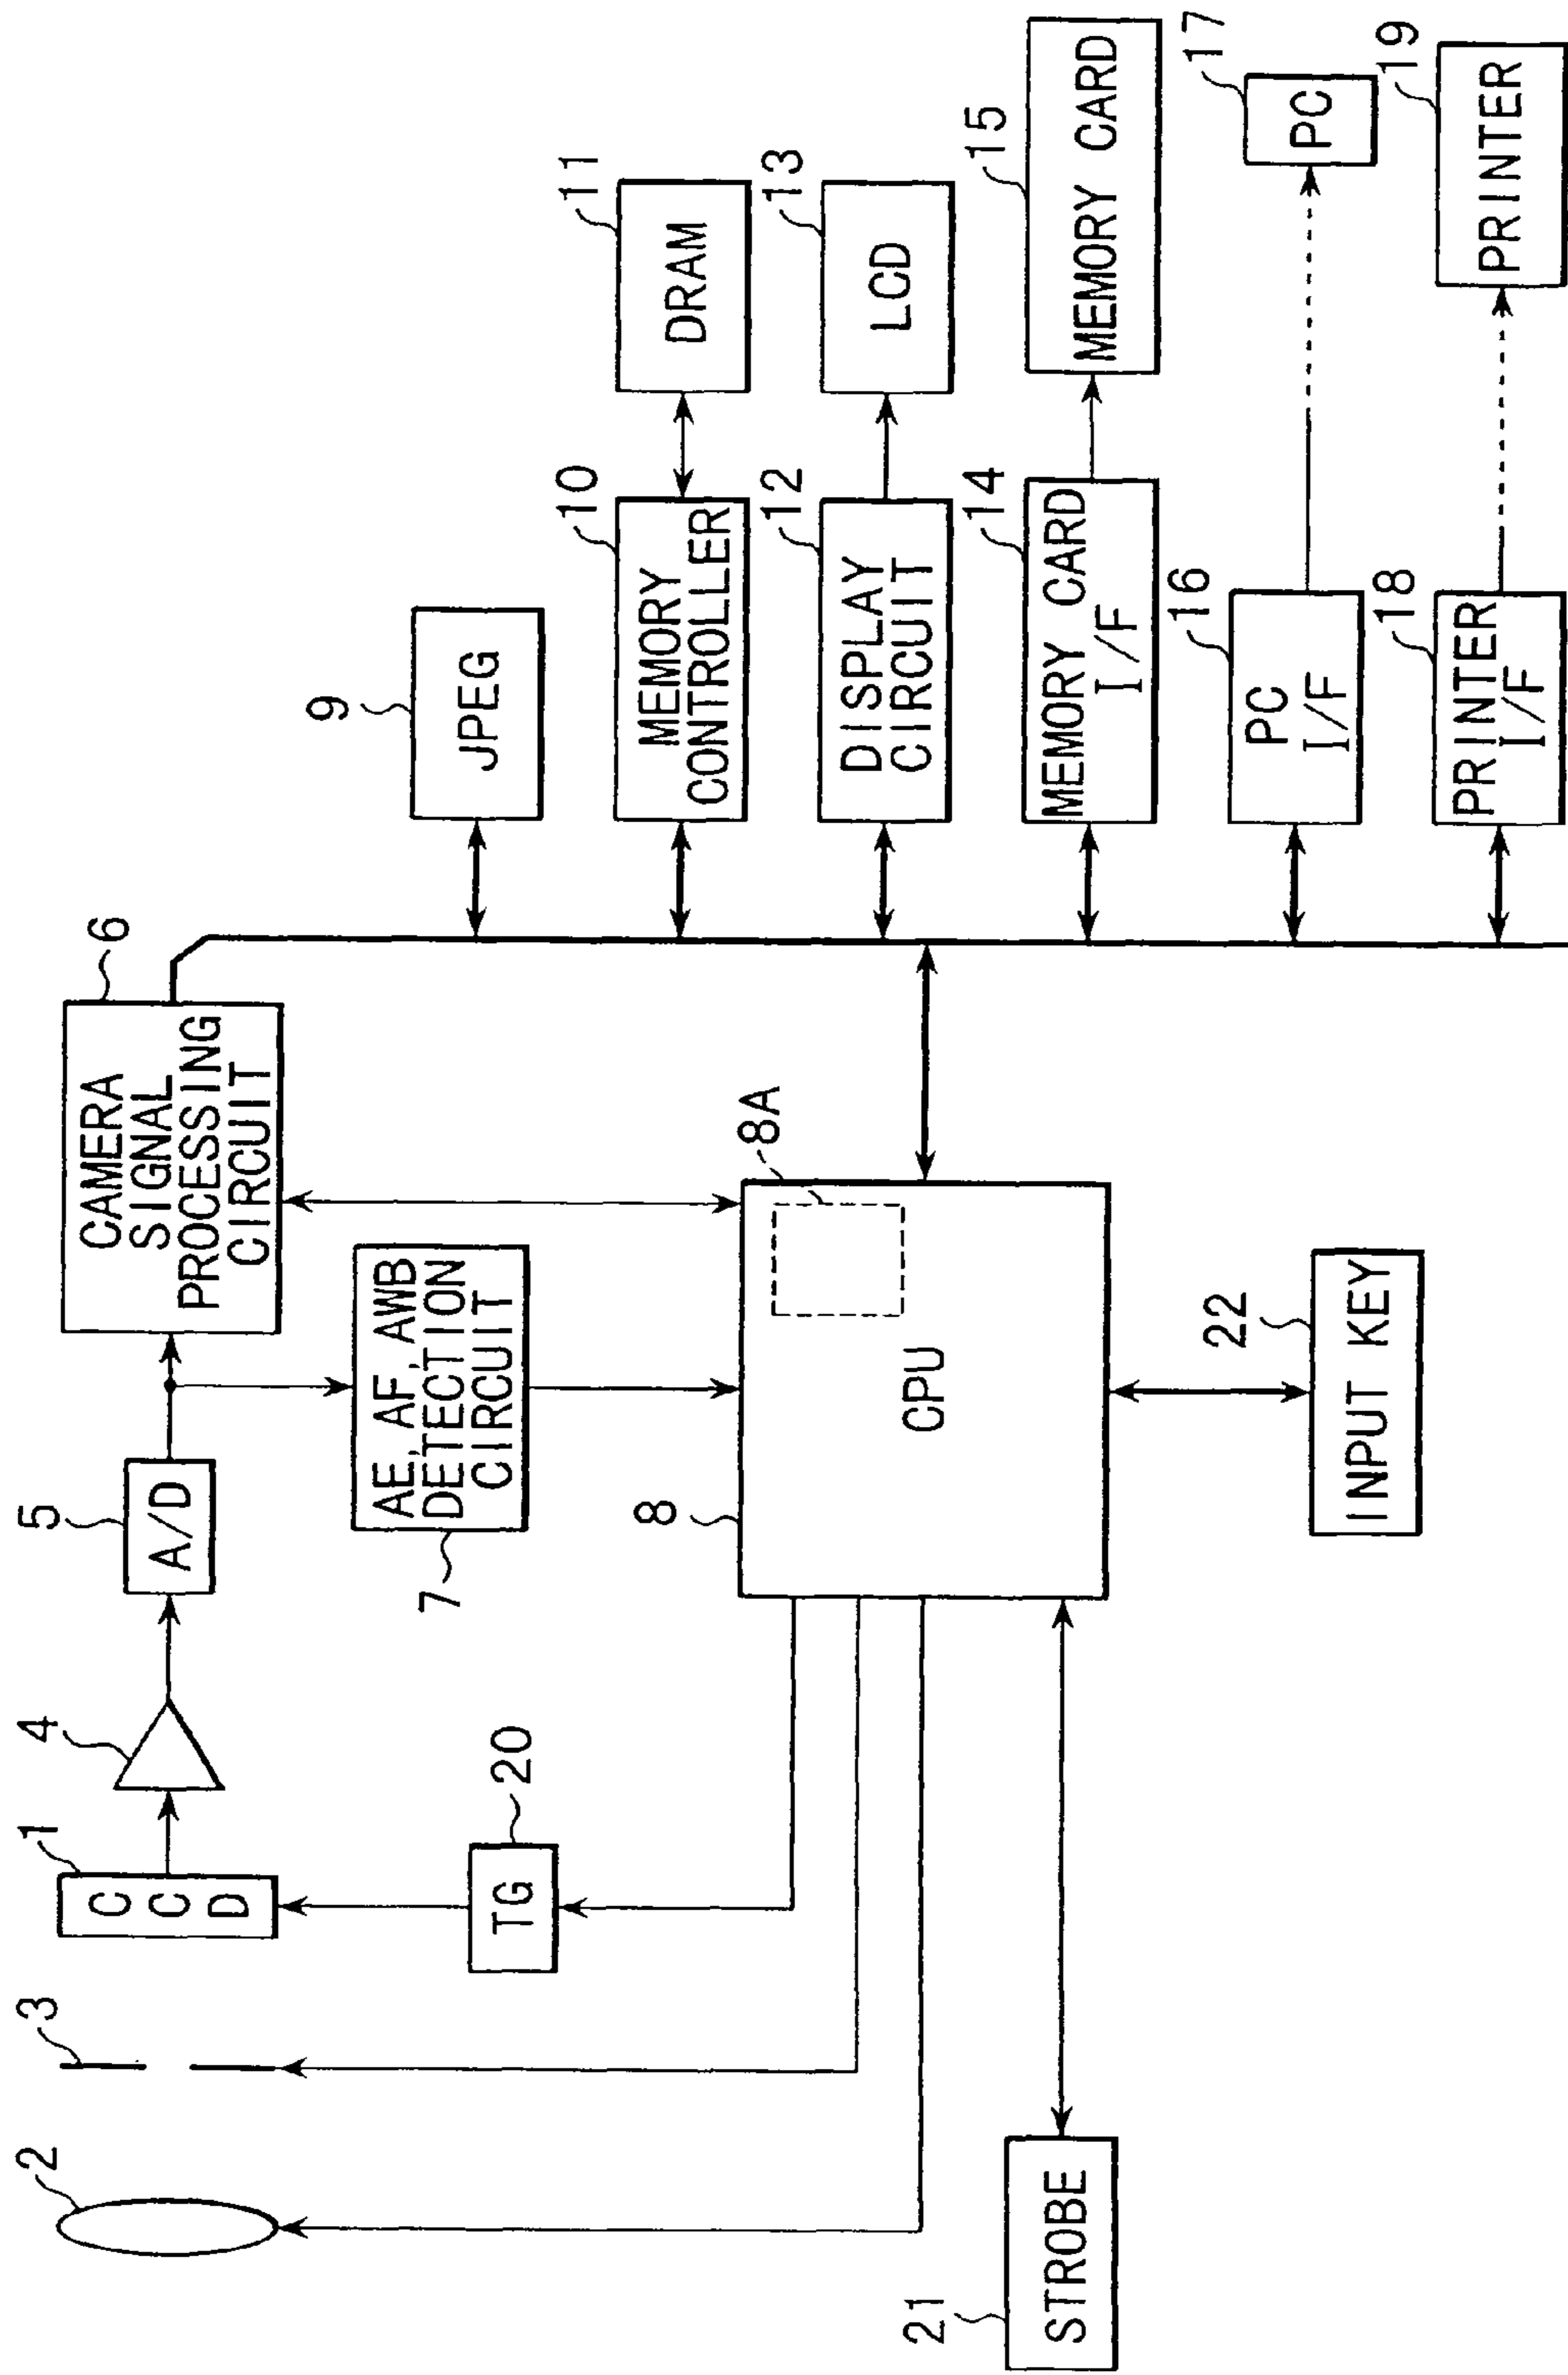 2
3
1
CCD
4
5
A/D
6
CAMERA
SIGNAL
PROCESSING
CIRCUIT
7
AE, AF, AWB
DETECTION
CIRCUIT
20
TG
8
8A
CPU
9
JPEG
10
MEMORY
CONTROLLER
11
DRAM
12
DISPLAY
CIRCUIT
13
LCD
14
MEMORY CARD
I/F
15
MEMORY CARD
16
PC
I/F
17
PC
18
PRINTER
I/F
19
PRINTER
21
STROBE
22
INPUT KEY